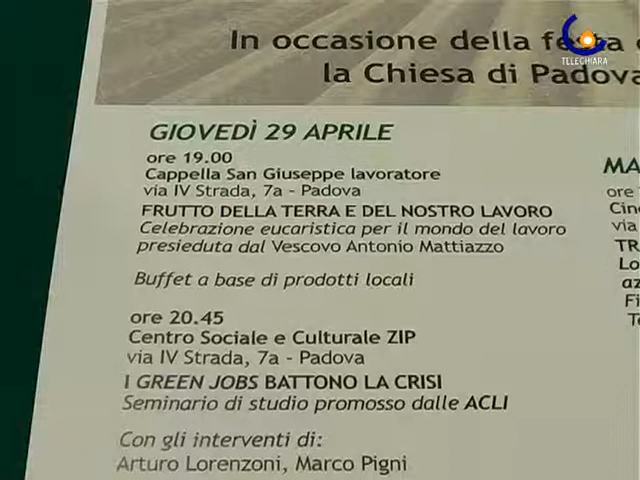 In occasione della festa
la Chiesa di Padova
TELECHIARA
GIOVEDÌ 29 APRILE
ore 19.00
Cappella San Giuseppe lavoratore
via IV Strada, 7a - Padova
FRUTTO DELLA TERRA E DEL NOSTRO LAVORO
Celebrazione eucaristica per il mondo del lavoro
presieduta dal Vescovo Antonio Mattiazzo
Buffet a base di prodotti locali
ore 20.45
Centro Sociale e Culturale ZIP
via IV Strada, 7a - Padova
I GREEN JOBS BATTONO LA CRISI
Seminario di studio promosso dalle ACLI
Con gli interventi di:
Arturo Lorenzoni, Marco Pigni
MA
ore
Cin
via
TR
Lo
az
Fi